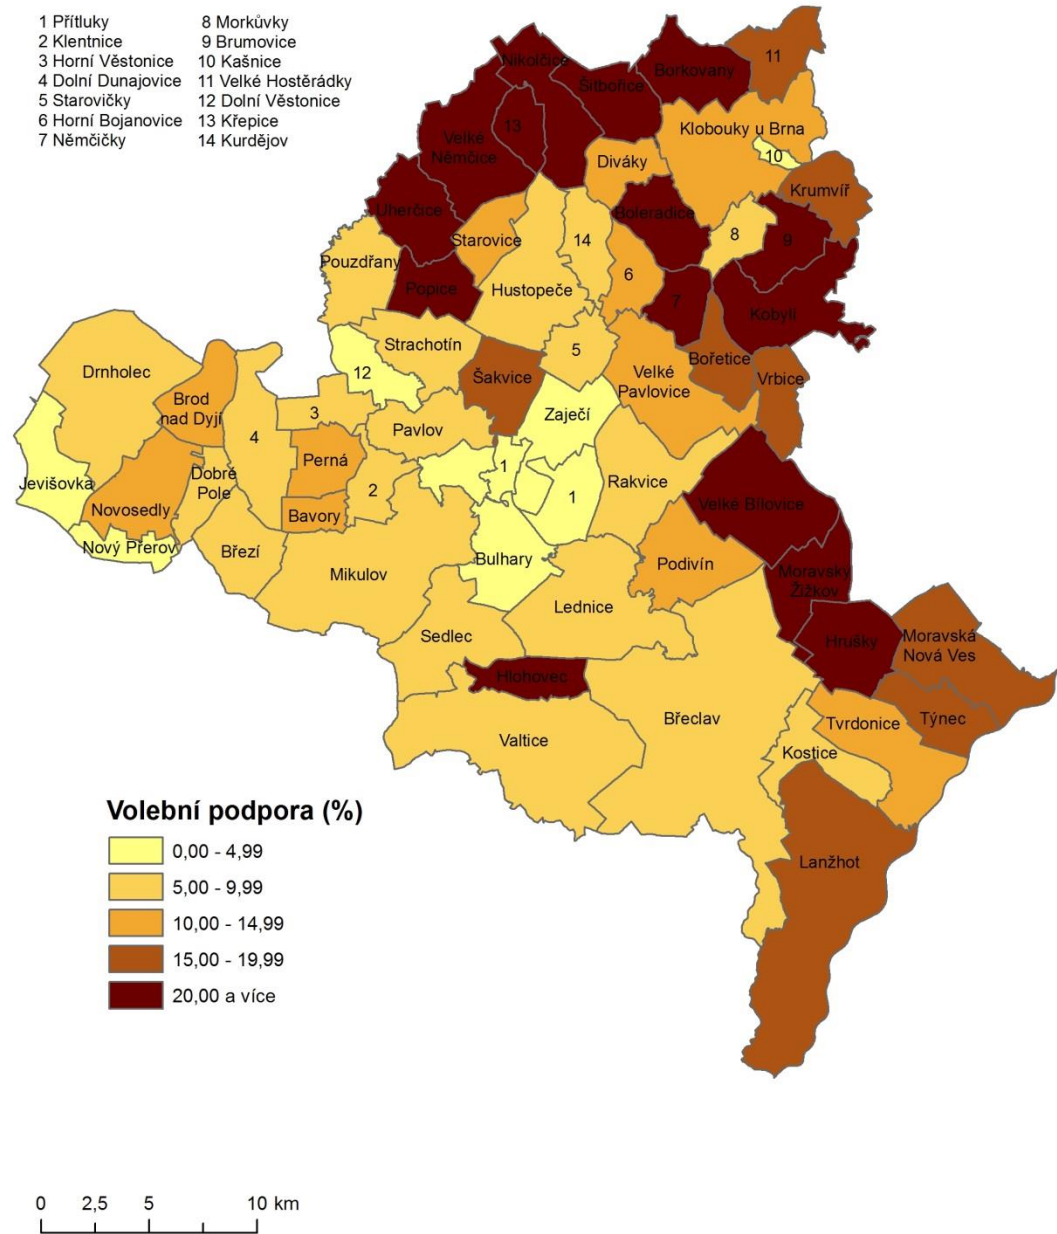 1 Přítluky
2 Klentnice
3 Horní Věstonice
4 Dolní Dunajovice
5 Starovičky
6 Horní Bojanovice
7 Němčičky
8 Morkůvky
9 Brumovice
10 Kašnice
11 Velké Hostěrádky
12 Dolní Věstonice
13 Křepice
14 Kurdějov
Nikolčice
Šitbořice
Borkovany
11
Velké
Němčice
13
Diváky
Klobouky u Brna
10
Krumvíř
Uherčice
Starovice
14
Boleradice
8
9
Pouzdřany
Popice
Hustopeče
6
7
Kobylí
Strachotín
5
Bořetice
Drnholec
12
Šakvice
Velké
Pavlovice
Vrbice
Brod
nad Dyjí
3
Zaječí
4
Pavlov
Perná
1
Jevišovka
Dobré
Pole
2
1
Rakvice
Novosedly
Bavory
Velké Bílovice
Nový Přerov
Březí
Mikulov
Bulhary
Podivín
Moravský
Žižkov
Lednice
Sedlec
Hrušky
Moravská
Nová Ves
Hlohovec
Břeclav
Týnec
Valtice
Tvrdonice
Kostice
Lanžhot
Volební podpora (%)
0,00 - 4,99
5,00 - 9,99
10,00 - 14,99
15,00 - 19,99
20,00 a více
0 2,5 5 10 km